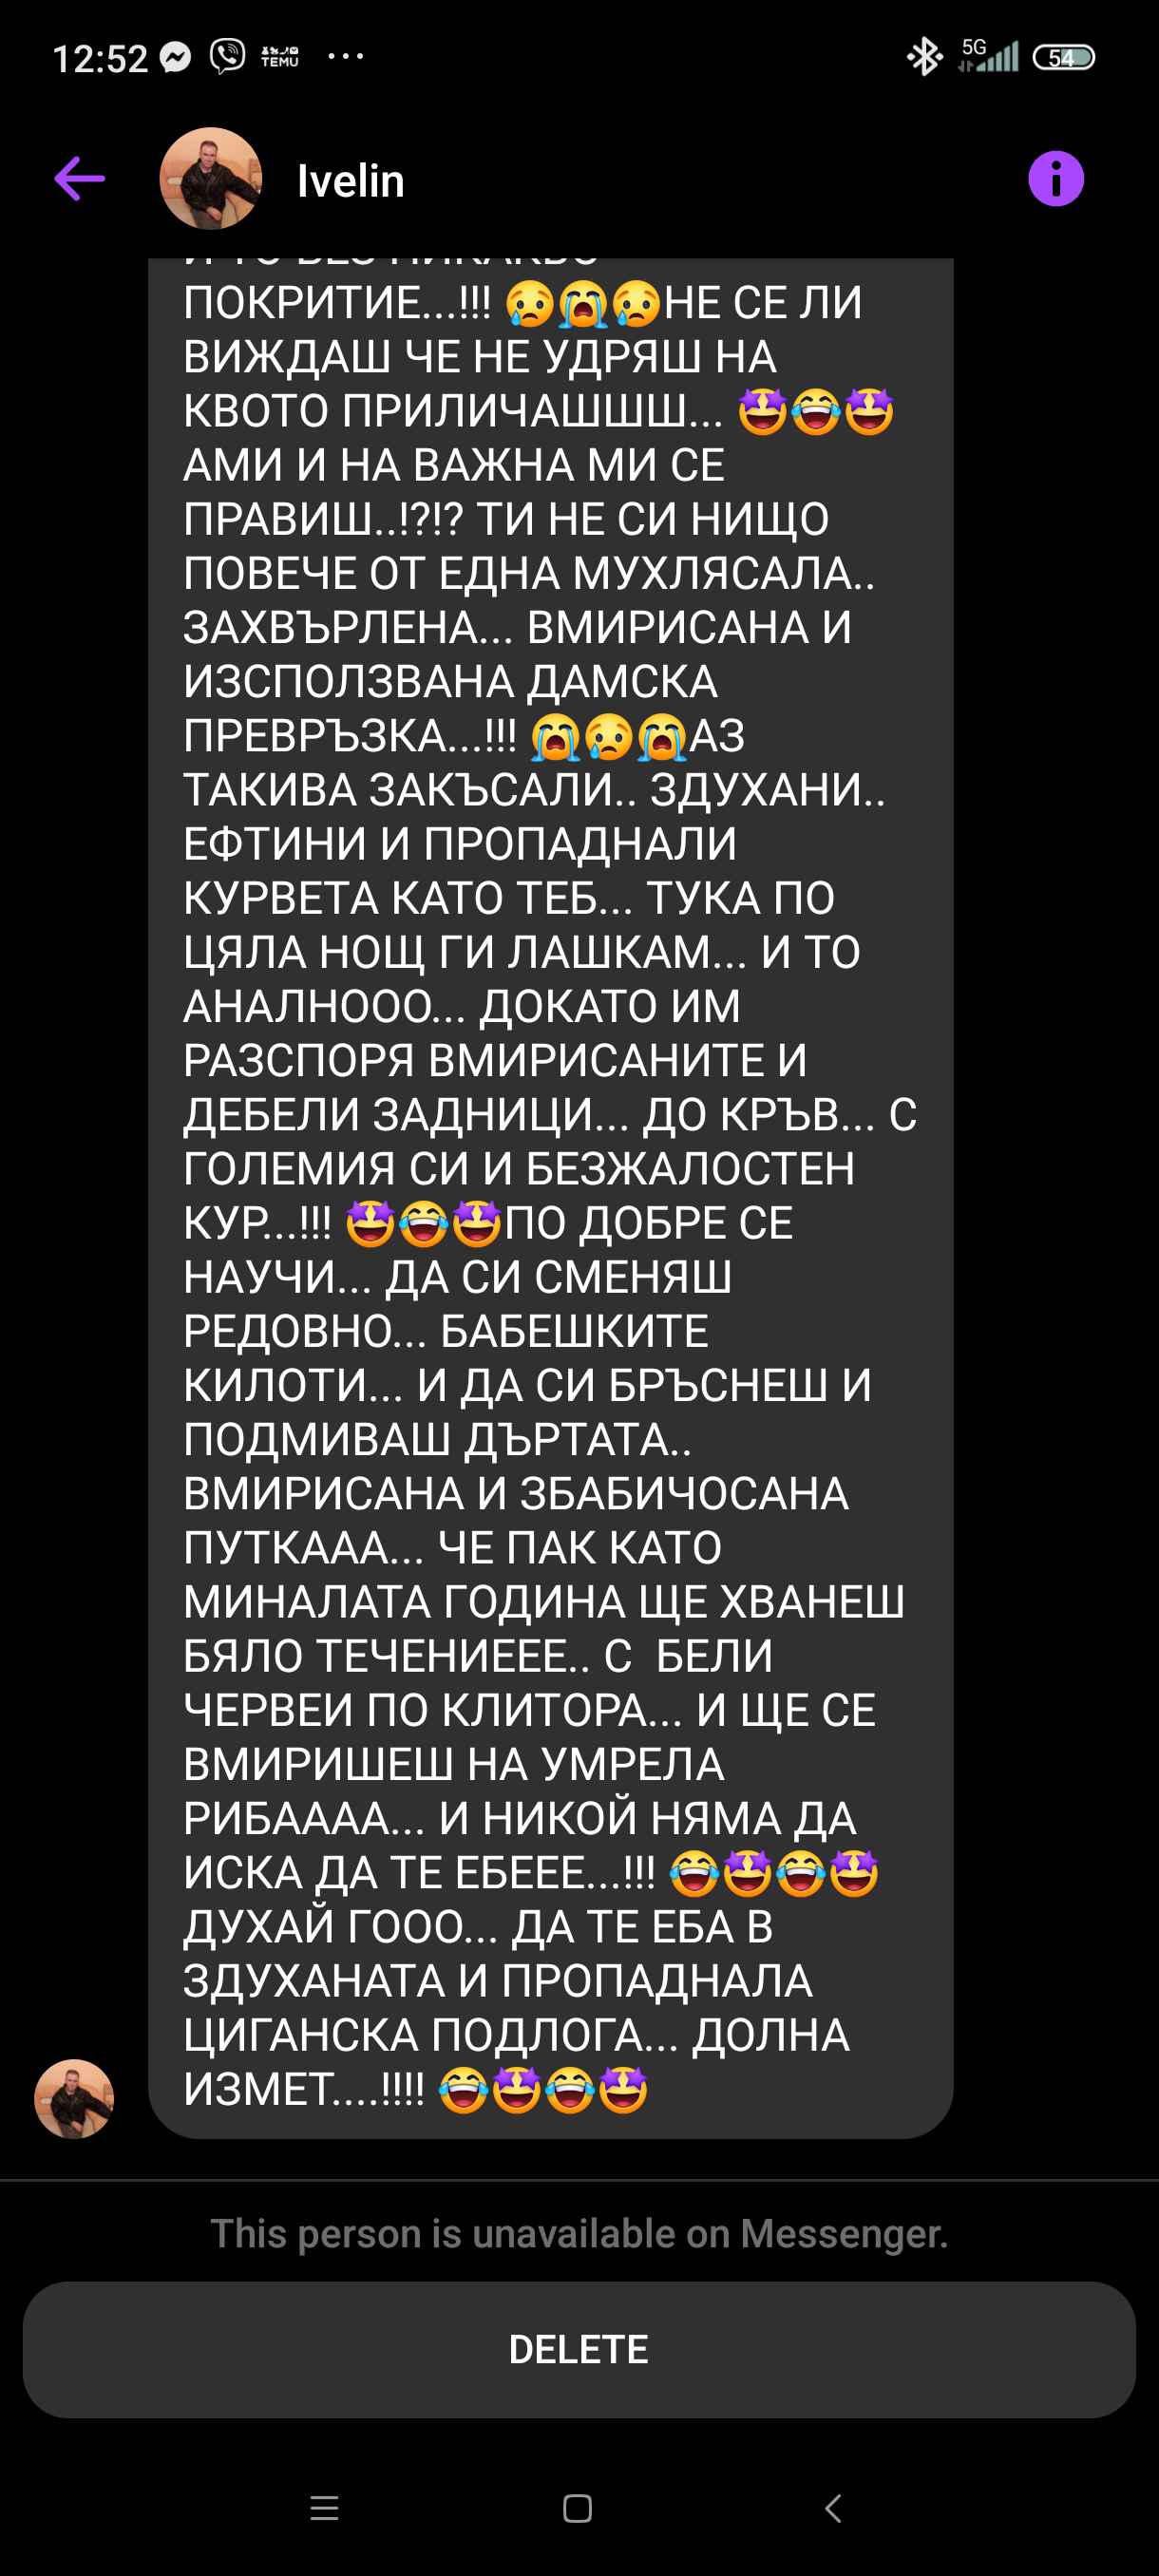 12:52
TEMU
5G
54
Ivelin
ПОКРИТИЕ...!!! 😢😭😢НЕ СЕ ЛИ
ВИЖДАШ ЧЕ НЕ УДРЯШ НА
КВОТО ПРИЛИЧАШШШ... 🤩😂🤩
АМИ И НА ВАЖНА МИ СЕ
ПРАВИШ..!?!? ТИ НЕ СИ НИЩО
ПОВЕЧЕ ОТ ЕДНА МУХЛЯСАЛА..
ЗАХВЪРЛЕНА... ВМИРИСАНА И
ИЗСПОЛЗВАНА ДАМСКА
ПРЕВРЪЗКА...!!! 😭😢😭АЗ
ТАКИВА ЗАКЪСАЛИ.. ЗДУХАНИ..
ЕФТИНИ И ПРОПАДНАЛИ
КУРВЕТА КАТО ТЕБ... ТУКА ПО
ЦЯЛА НОЩ ГИ ЛАШКАМ... И ТО
АНАЛНООО... ДОКАТО ИМ
РАЗСПОРЯ ВМИРИСАНИТЕ И
ДЕБЕЛИ ЗАДНИЦИ... ДО КРЪВ... С
ГОЛЕМИЯ СИ И БЕЗЖАЛОСТЕН
КУР...!!! 🤩😂🤩ПО ДОБРЕ СЕ
НАУЧИ... ДА СИ СМЕНЯШ
РЕДОВНО... БАБЕШКИТЕ
КИЛОТИ... И ДА СИ БРЪСНЕШ И
ПОДМИВАШ ДЪРТАТА..
ВМИРИСАНА И ЗБАБИЧОСАНА
ПУТКААА... ЧЕ ПАК КАТО
МИНАЛАТА ГОДИНА ЩЕ ХВАНЕШ
БЯЛО ТЕЧЕНИЕЕЕ.. С  БЕЛИ
ЧЕРВЕИ ПО КЛИТОРА... И ЩЕ СЕ
ВМИРИШЕШ НА УМРЕЛА
РИБАААА... И НИКОЙ НЯМА ДА
ИСКА ДА ТЕ ЕБЕЕЕ...!!! 😂🤩😂🤩
ДУХАЙ ГООО... ДА ТЕ ЕБА В
ЗДУХАНАТА И ПРОПАДНАЛА
ЦИГАНСКА ПОДЛОГА... ДОЛНА
ИЗМЕТ....!!!! 😂🤩😂🤩
This person is unavailable on Messenger.
DELETE